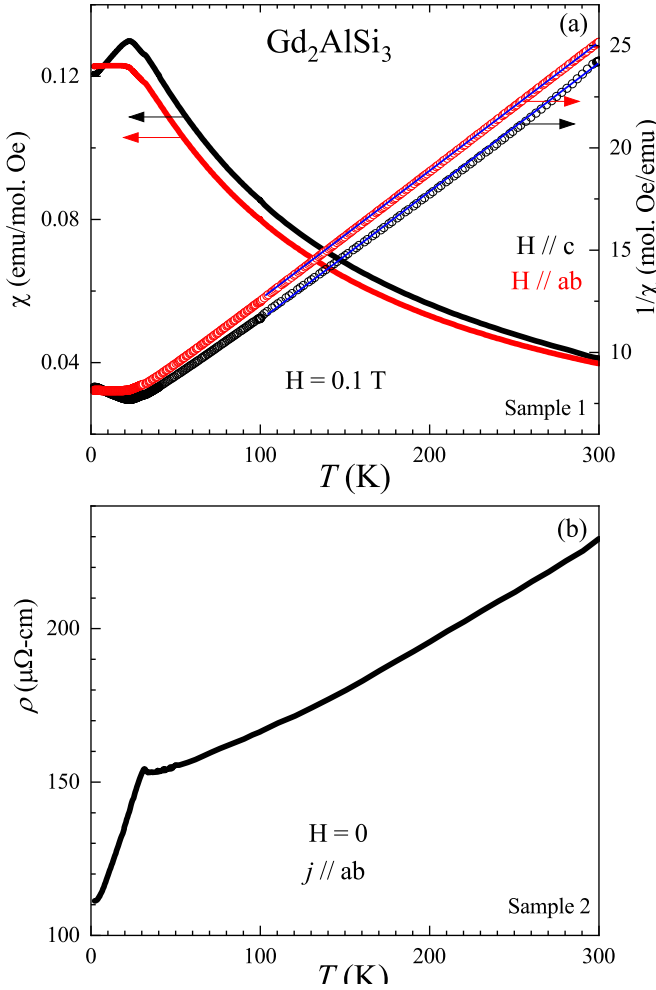 (a)
Gd₂AlSi₃
0.12
0.08
0.04
χ (emu/mol. Oe)
25
20
15
10
1/χ (mol. Oe/emu)
H // c
H // ab
H = 0.1 T
Sample 1
0
100
200
300
T (K)
(b)
200
150
100
ρ (μΩ-cm)
H = 0
j // ab
Sample 2
0
100
200
300
T (K)